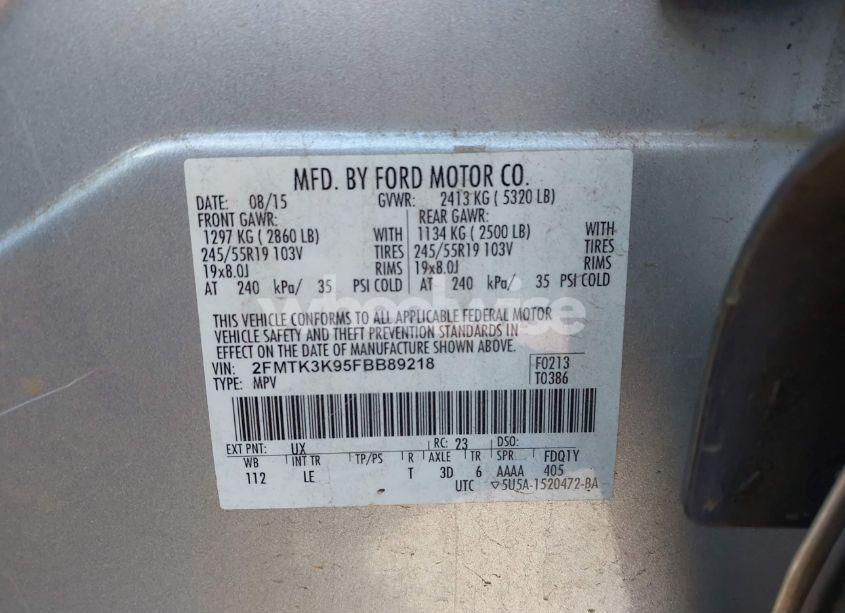 MFD. BY FORD MOTOR CO.
DATE: 08/15 GVWR: 2413 KG ( 5320 LB)
FRONT GAWR: REAR GAWR:
1297 KG ( 2860 LB) WITH 1134 KG ( 2500 LB) WITH
245/55R19 103V TIRES 245/55R19 103V TIRES
19x8.0J RIMS 19x8.0J RIMS
AT 240 kPa/ 35 PSI COLD AT 240 kPa/ 35 PSI COLD
wheelwise
THIS VEHICLE CONFORMS TO ALL APPLICABLE FEDERAL MOTOR
VEHICLE SAFETY AND THEFT PREVENTION STANDARDS IN
EFFECT ON THE DATE OF MANUFACTURE SHOWN ABOVE.
VIN: 2FMTK3K95FBB89218 F0213
TYPE: MPV T0386
EXT PNT: UX RC: 23 DSO:
WB INT TR TP/PS R AXLE TR SPR FDQ1Y
112 LE T 3D 6 AAAA 405
UTC ▽5U5A-1520472-BA